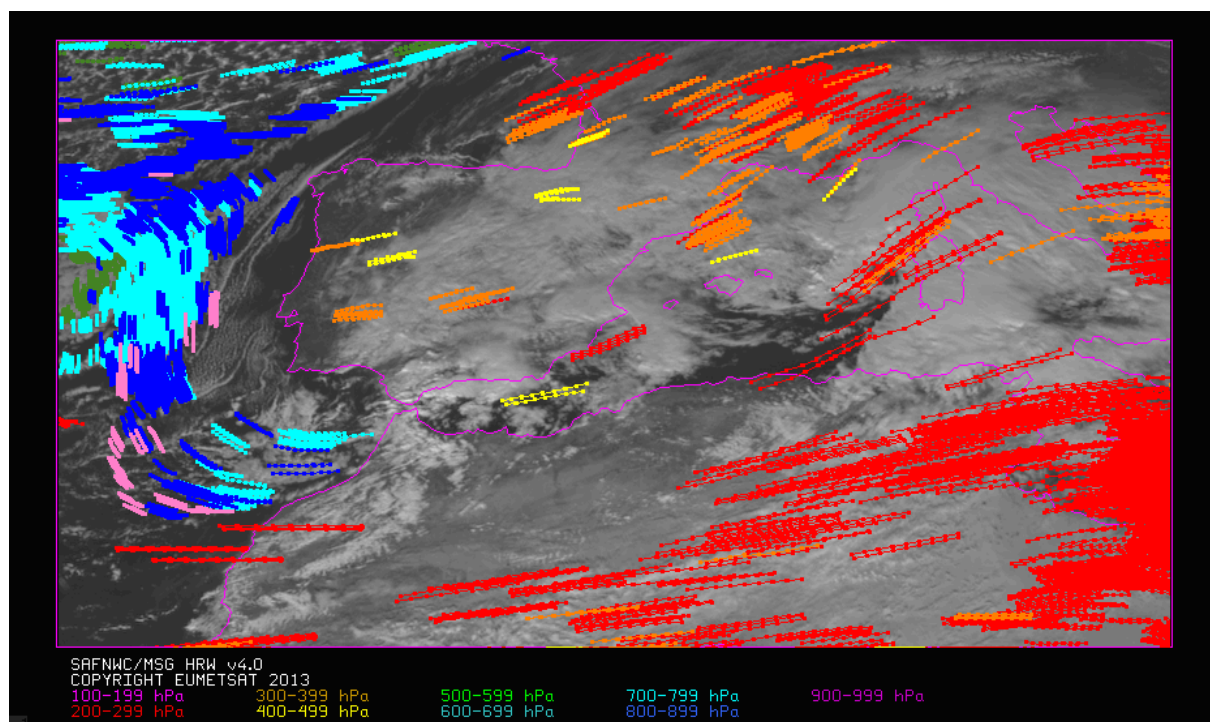 SAFNWC/MSG HRW v4.0
COPYRIGHT EUMETSAT 2013
100-199 hPa 300-399 hPa 500-599 hPa 700-799 hPa 900-999 hPa
200-299 hPa 400-499 hPa 600-699 hPa 800-899 hPa